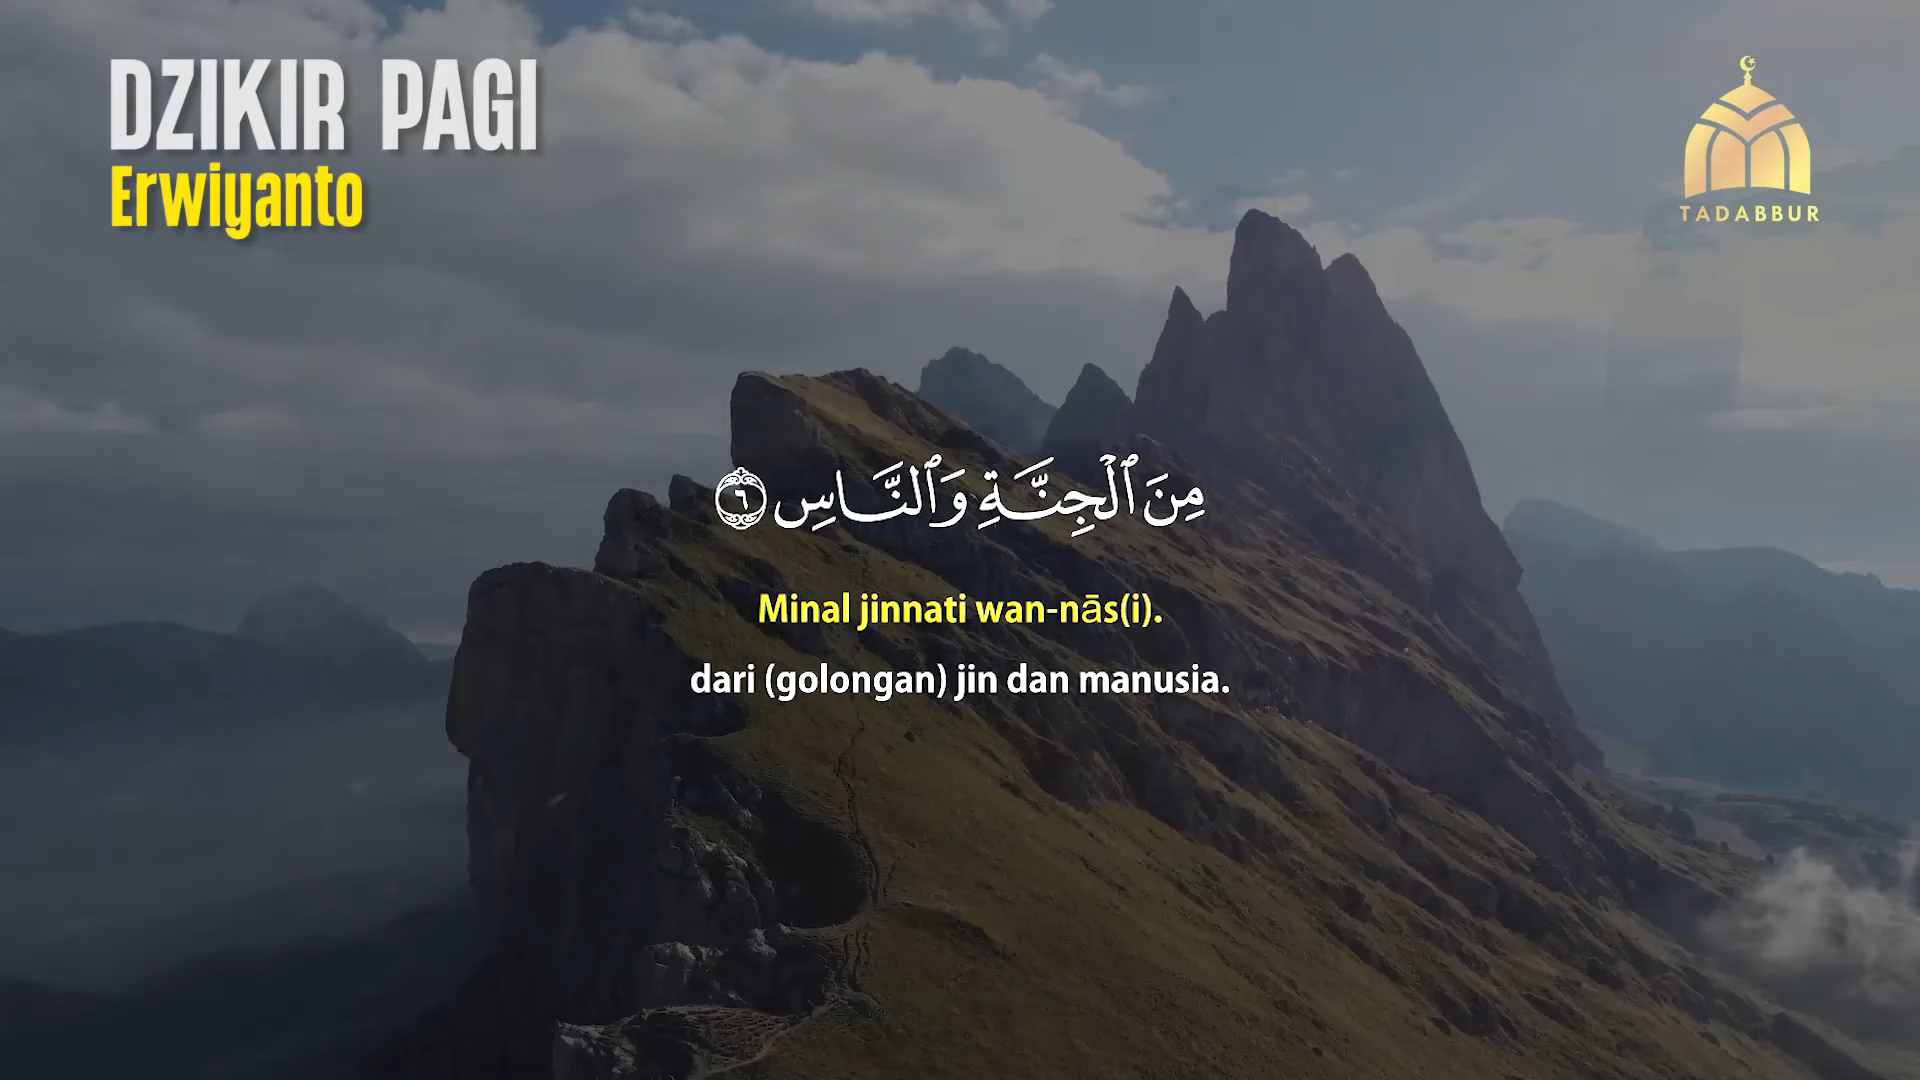 DZIKIR PAGI
Erwiyanto
TADABBUR
مِنَ ٱلْجِنَّةِ وَٱلنَّاسِ ٦
Minal jinnati wan-nās(i).
dari (golongan) jin dan manusia.